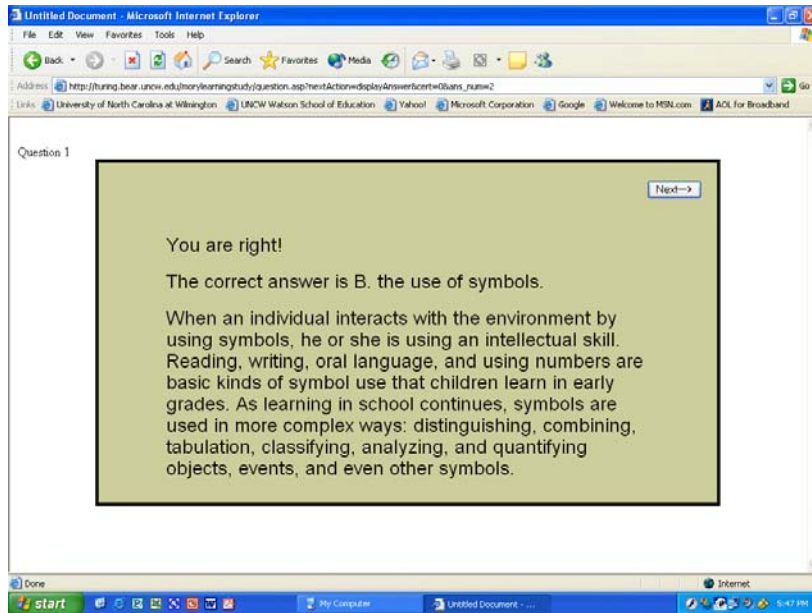 Untitled Document - Microsoft Internet Explorer
File Edit View Favorites Tools Help
Back Search Favorites Media
Address http://turing.bear.uncw.edu/morylearningstudy/question.asp?nextAction=displayAnswer&cert=0&ans_num=2 Go
Links University of North Carolina at Wilmington UNCW Watson School of Education Yahoo! Microsoft Corporation Google Welcome to MSN.com AOL for Broadband
Question 1
Next-->
You are right!
The correct answer is B. the use of symbols.
When an individual interacts with the environment by
using symbols, he or she is using an intellectual skill.
Reading, writing, oral language, and using numbers are
basic kinds of symbol use that children learn in early
grades. As learning in school continues, symbols are
used in more complex ways: distinguishing, combining,
tabulation, classifying, analyzing, and quantifying
objects, events, and even other symbols.
Done Internet
start My Computer Untitled Document - ... 5:47 PM